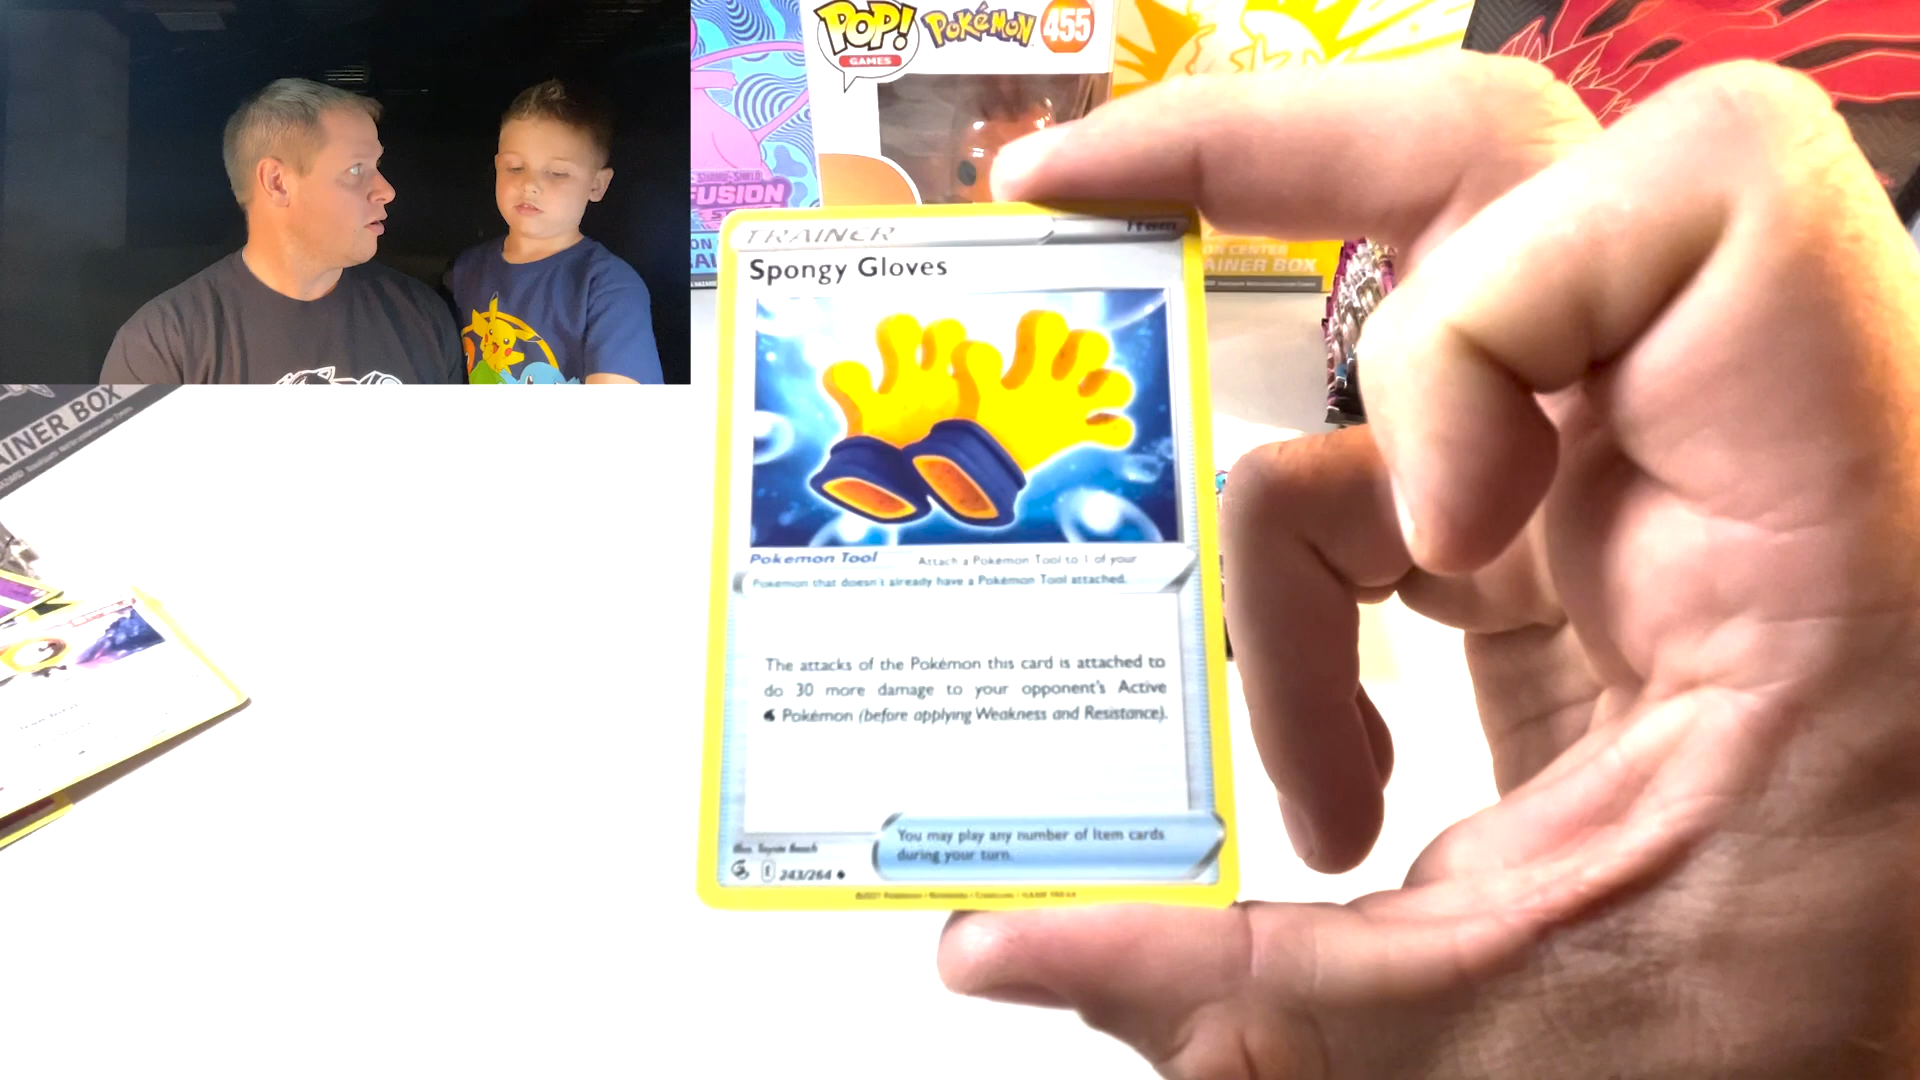 POP!
GAMES
POKÉMON
455
FUSION
AINER BOX
TRAINER
Item
Spongy Gloves
Pokémon Tool
Attach a Pokémon Tool to 1 of your
Pokémon that doesn't already have a Pokémon Tool attached.
The attacks of the Pokémon this card is attached to
do 30 more damage to your opponent's Active
Pokémon (before applying Weakness and Resistance).
You may play any number of Item cards
during your turn.
243/264
AINER BOX